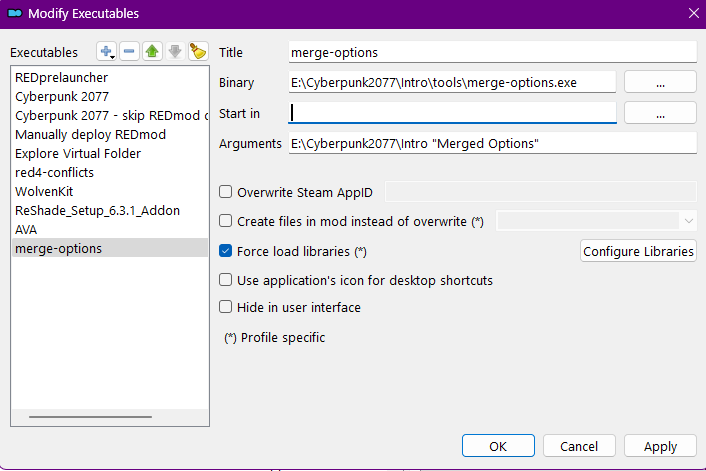 Modify Executables
Executables
Title
merge-options
REDprelauncher
Cyberpunk 2077
Cyberpunk 2077 - skip REDmod d
Manually deploy REDmod
Explore Virtual Folder
red4-conflicts
WolvenKit
ReShade_Setup_6.3.1_Addon
AVA
merge-options
Binary
E:\Cyberpunk2077\Intro\tools\merge-options.exe
...
Start in
...
Arguments
E:\Cyberpunk2077\Intro "Merged Options"
Overwrite Steam AppID
Create files in mod instead of overwrite (*)
Force load libraries (*)
Configure Libraries
Use application's icon for desktop shortcuts
Hide in user interface
(*) Profile specific
OK
Cancel
Apply